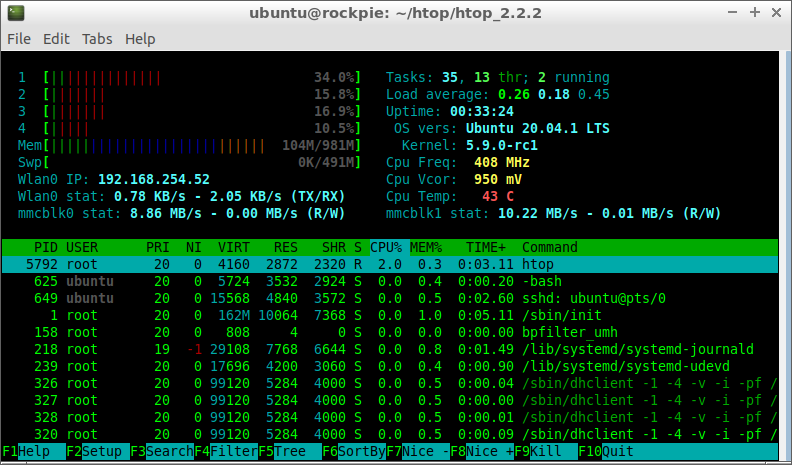 ubuntu@rockpie: ~/htop/htop_2.2.2
File Edit Tabs Help
1 [||||||||||||| 34.0%] Tasks: 35, 13 thr; 2 running
2 [||||||| 15.8%] Load average: 0.26 0.18 0.45
3 [||||||| 16.9%] Uptime: 00:33:24
4 [||||| 10.5%] OS vers: Ubuntu 20.04.1 LTS
Mem[||||||||||||||||||||||||||| 104M/981M] Kernel: 5.9.0-rc1
Swp[ 0K/491M] Cpu Freq: 408 MHz
Wlan0 IP: 192.168.254.52 Cpu Vcor: 950 mV
Wlan0 stat: 0.78 KB/s - 2.05 KB/s (TX/RX) Cpu Temp: 43 C
mmcblk0 stat: 8.86 MB/s - 0.00 MB/s (R/W) mmcblk1 stat: 10.22 MB/s - 0.01 MB/s (R/W)
PID USER PRI NI VIRT RES SHR S CPU% MEM% TIME+ Command
5792 root 20 0 4160 2872 2320 R 2.0 0.3 0:03.11 htop
625 ubuntu 20 0 5724 3532 2924 S 0.0 0.4 0:00.20 -bash
649 ubuntu 20 0 15568 4840 3572 S 0.0 0.5 0:02.60 sshd: ubuntu@pts/0
1 root 20 0 162M 10064 7368 S 0.0 1.0 0:05.11 /sbin/init
158 root 20 0 808 4 0 S 0.0 0.0 0:00.00 bpfilter_umh
218 root 19 -1 29108 7768 6644 S 0.0 0.8 0:01.49 /lib/systemd/systemd-journald
239 root 20 0 17696 4200 3060 S 0.0 0.4 0:00.90 /lib/systemd/systemd-udevd
326 root 20 0 99120 5284 4000 S 0.0 0.5 0:00.04 /sbin/dhclient -1 -4 -v -i -pf /
327 root 20 0 99120 5284 4000 S 0.0 0.5 0:00.00 /sbin/dhclient -1 -4 -v -i -pf /
328 root 20 0 99120 5284 4000 S 0.0 0.5 0:00.01 /sbin/dhclient -1 -4 -v -i -pf /
320 root 20 0 99120 5284 4000 S 0.0 0.5 0:00.09 /sbin/dhclient -1 -4 -v -i -pf /
F1Help F2Setup F3SearchF4FilterF5Tree F6SortByF7Nice -F8Nice +F9Kill F10Quit